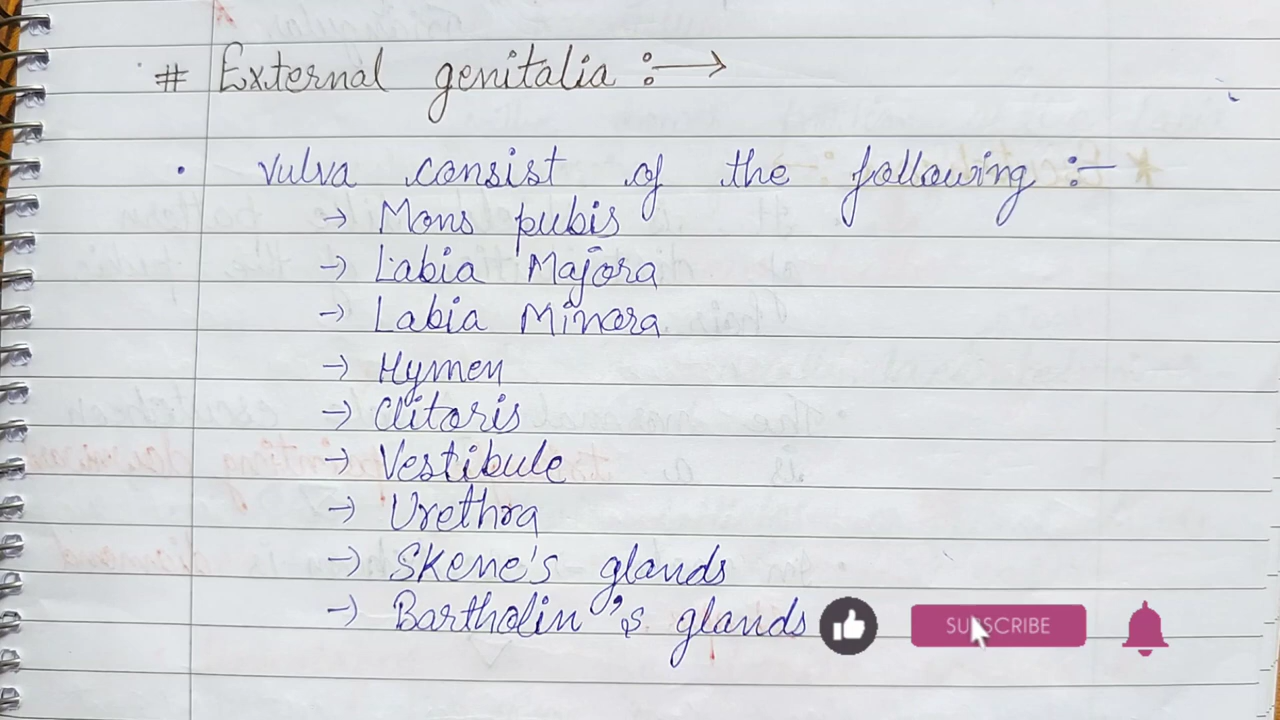 # External genitalia :→
• Vulva consist of the following :-
→ Mons pubis
→ Labia Majora
→ Labia Minora
→ Hymen
→ Clitoris
→ Vestibule
→ Urethra
→ Skene's glands
→ Bartholin's glands
SUBSCRIBE